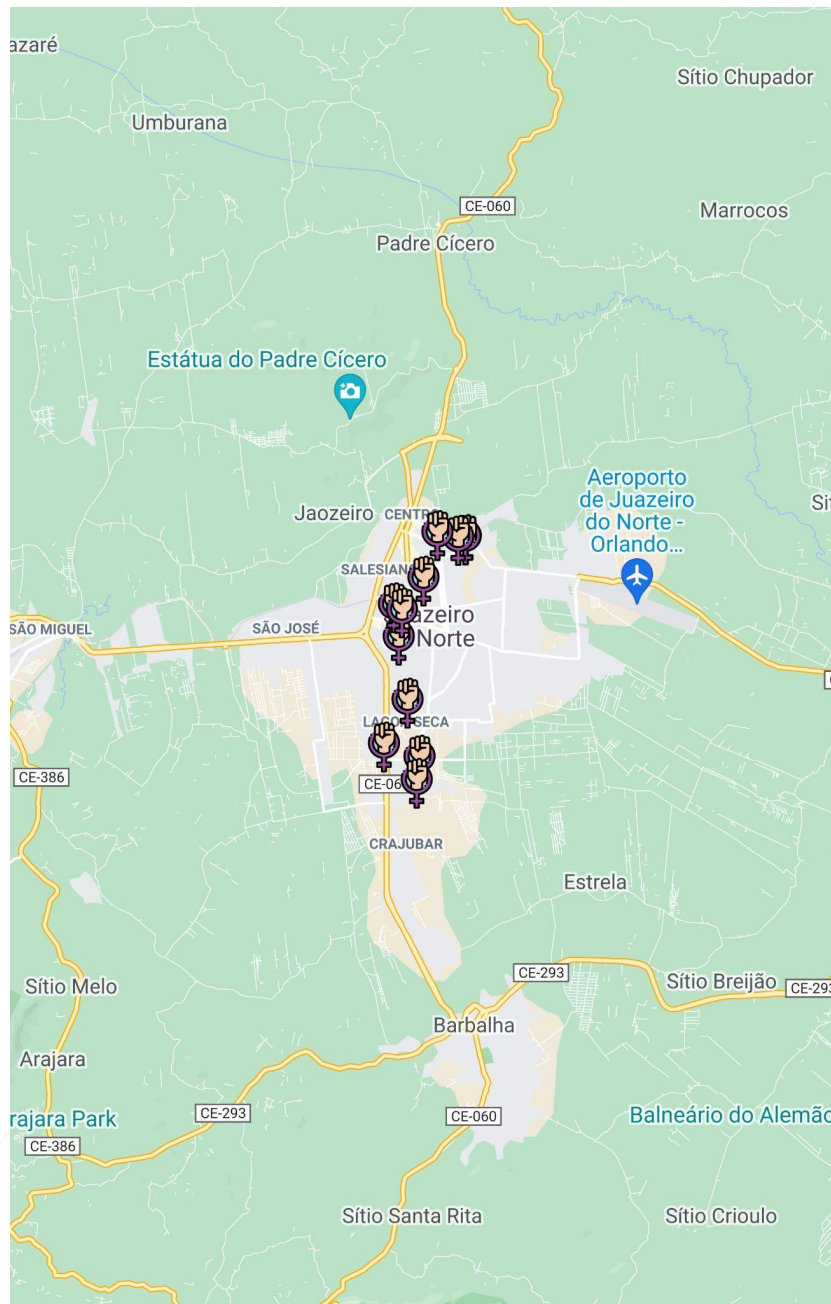 azaré
Sítio Chupador
Umburana
CE-060
Marrocos
Padre Cícero
Estátua do Padre Cícero
Aeroporto
de Juazeiro
do Norte -
Orlando...
Sit
Jaozeiro
CENTR
SALESIAN
SÃO MIGUEL
SÃO JOSÉ
azeiro
Norte
LAGO SECA
CE-386
CE-06
CRAJUBAR
Estrela
CE-293
Sítio Melo
Sítio Breijão
CE-293
Barbalha
Arajara
rajara Park
CE-293
CE-060
Balneário do Alemão
CE-386
Sítio Santa Rita
Sítio Crioulo